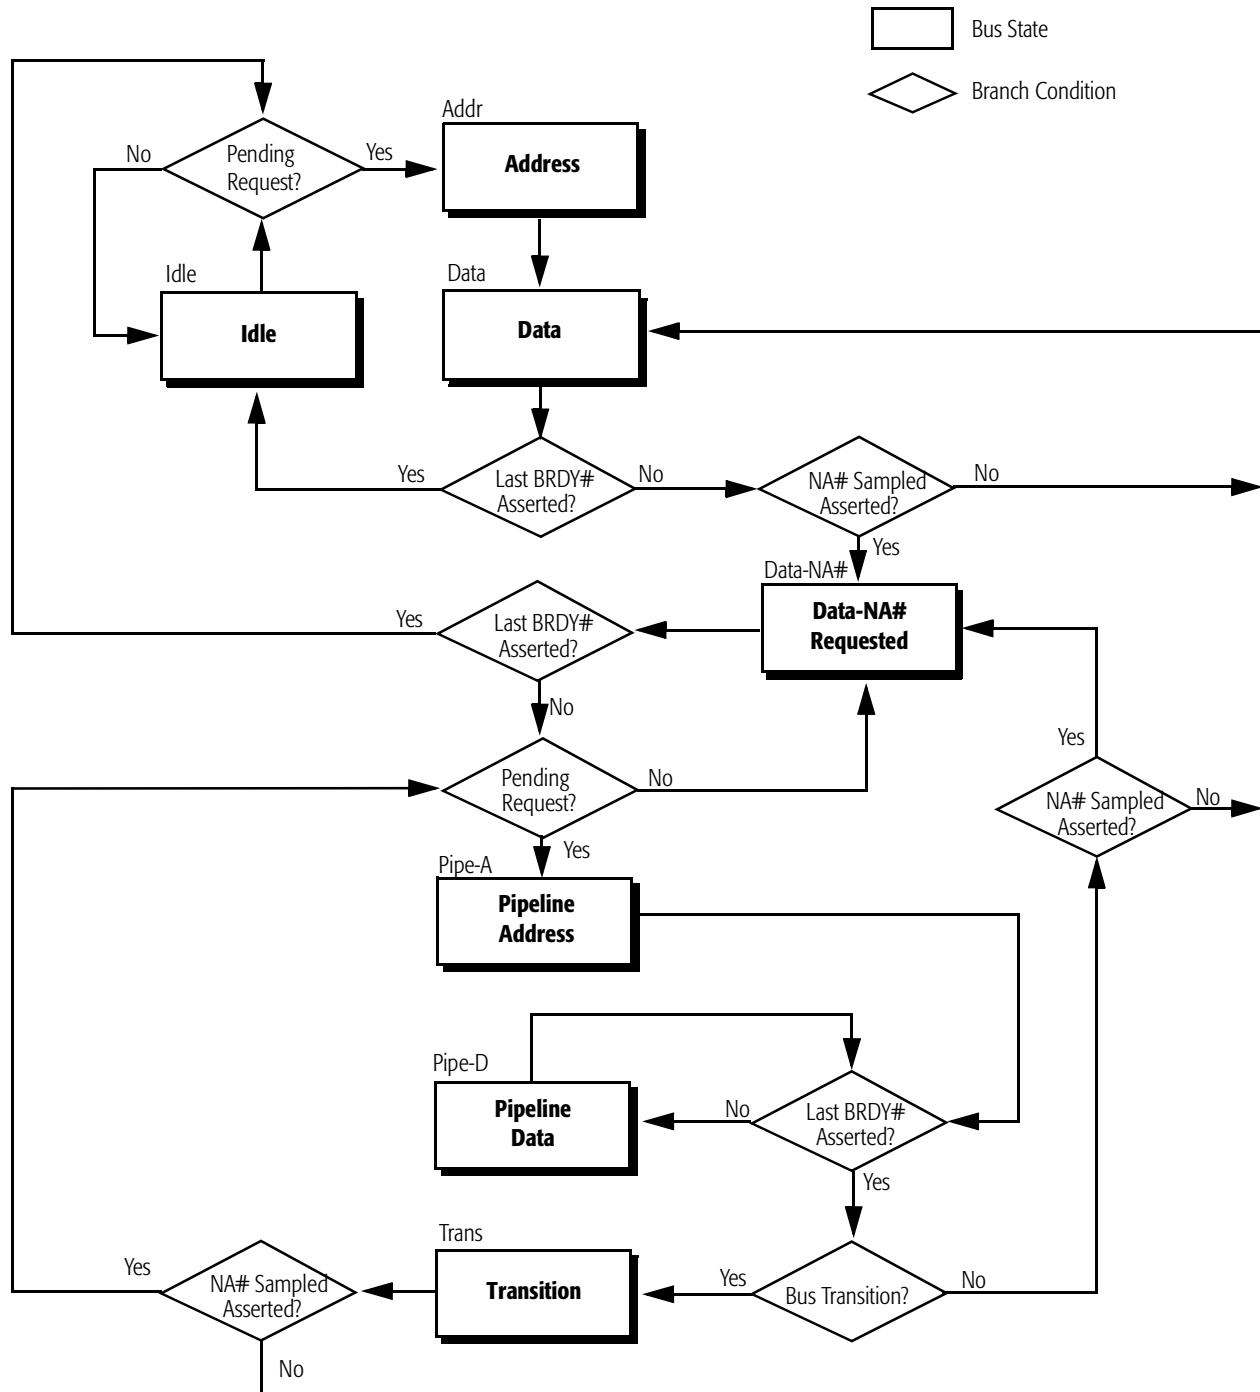 Bus State
Branch Condition
Addr
No
Pending
Request?
Yes
Address
Idle
Idle
Data
Data
Yes
Last BRDY#
Asserted?
No
NA# Sampled
Asserted?
No
Yes
Data-NA#
Data-NA#
Requested
Yes
Last BRDY#
Asserted?
No
Pending
Request?
No
Yes
Yes
NA# Sampled
Asserted?
No
Pipe-A
Pipeline
Address
Pipe-D
Pipeline
Data
No
Last BRDY#
Asserted?
Yes
Trans
Transition
Yes
Bus Transition?
No
Yes
NA# Sampled
Asserted?
No